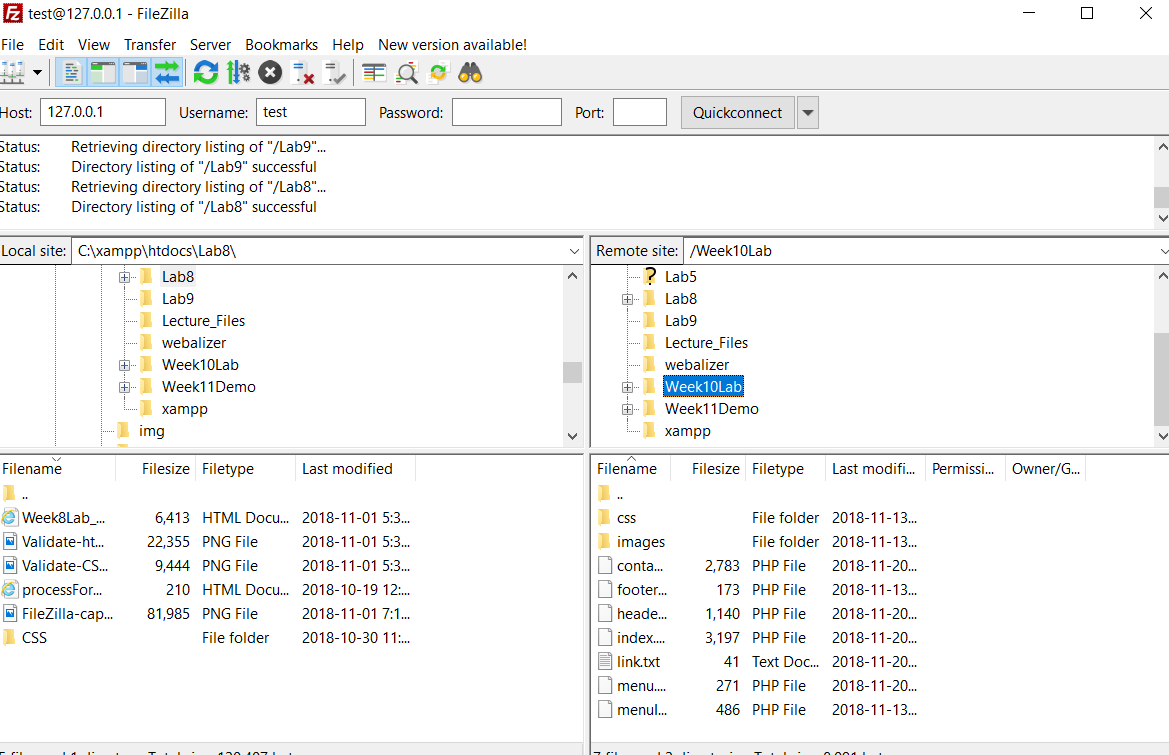 test@127.0.0.1 - FileZilla
File Edit View Transfer Server Bookmarks Help New version available!
Host: 127.0.0.1 Username: test Password: Port: Quickconnect
Status: Retrieving directory listing of "/Lab9"...
Status: Directory listing of "/Lab9" successful
Status: Retrieving directory listing of "/Lab8"...
Status: Directory listing of "/Lab8" successful
Local site: C:\xampp\htdocs\Lab8\
Lab8
Lab9
Lecture_Files
webalizer
Week10Lab
Week11Demo
xampp
img
Filename Filesize Filetype Last modified
..
Week8Lab_... 6,413 HTML Docu... 2018-11-01 5:3...
Validate-ht... 22,355 PNG File 2018-11-01 5:3...
Validate-CS... 9,444 PNG File 2018-11-01 5:3...
processFor... 210 HTML Docu... 2018-10-19 12:...
FileZilla-cap... 81,985 PNG File 2018-11-01 7:1...
CSS File folder 2018-10-30 11:...
Remote site: /Week10Lab
Lab5
Lab8
Lab9
Lecture_Files
webalizer
Week10Lab
Week11Demo
xampp
Filename Filesize Filetype Last modifi... Permissi... Owner/G...
..
css File folder 2018-11-13...
images File folder 2018-11-13...
conta... 2,783 PHP File 2018-11-20...
footer... 173 PHP File 2018-11-13...
heade... 1,140 PHP File 2018-11-20...
index.... 3,197 PHP File 2018-11-20...
link.txt 41 Text Doc... 2018-11-20...
menu.... 271 PHP File 2018-11-20...
menul... 486 PHP File 2018-11-13...